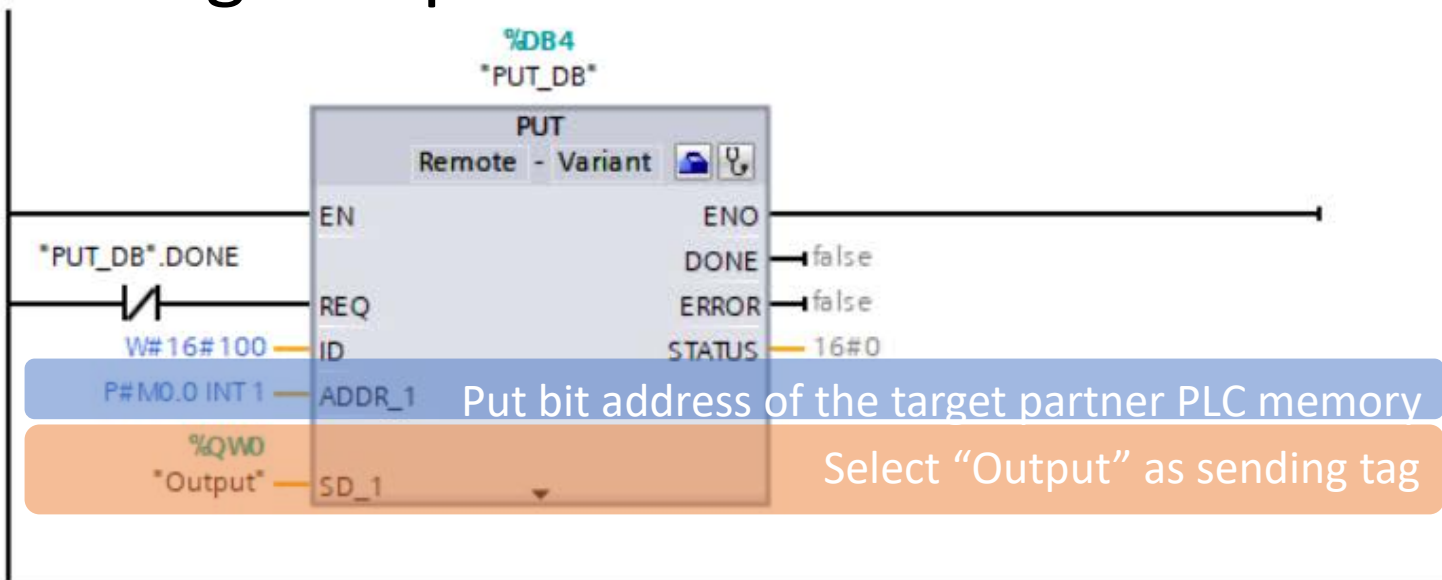 %DB4
"PUT_DB"
PUT
Remote - Variant
EN ENO
"PUT_DB".DONE DONE false
REQ ERROR false
W#16#100 ID STATUS 16#0
P#M0.0 INT 1 ADDR_1 Put bit address of the target partner PLC memory
%QW0
"Output" SD_1 Select “Output” as sending tag